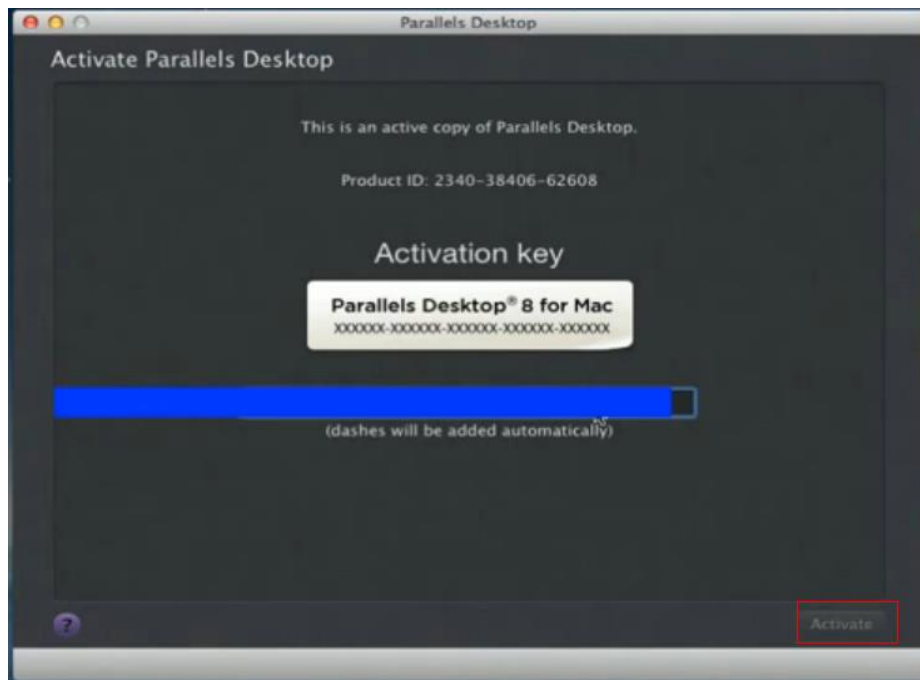 Parallels Desktop
Activate Parallels Desktop
This is an active copy of Parallels Desktop.
Product ID: 2340-38406-62608
Activation key
Parallels Desktop® 8 for Mac
XXXXXX-XXXXXX-XXXXXX-XXXXXX-XXXXXX
(dashes will be added automatically)
?
Activate